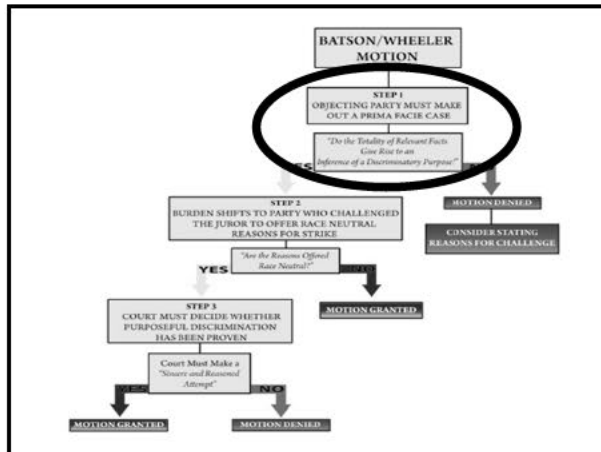 BATSON/WHEELER
MOTION
STEP 1
OBJECTING PARTY MUST MAKE
OUT A PRIMA FACIE CASE
"Do the Totality of Relevant Facts
Give Rise to an
Inference of a Discriminatory Purpose?"
YES
NO
STEP 2
BURDEN SHIFTS TO PARTY WHO CHALLENGED
THE JUROR TO OFFER RACE NEUTRAL
REASONS FOR STRIKE
MOTION DENIED
CONSIDER STATING
REASONS FOR CHALLENGE
"Are the Reasons Offered
Race Neutral?"
YES
NO
STEP 3
COURT MUST DECIDE WHETHER
PURPOSEFUL DISCRIMINATION
HAS BEEN PROVEN
MOTION GRANTED
Court Must Make a
"Sincere and Reasoned
Attempt"
YES
NO
MOTION GRANTED
MOTION DENIED